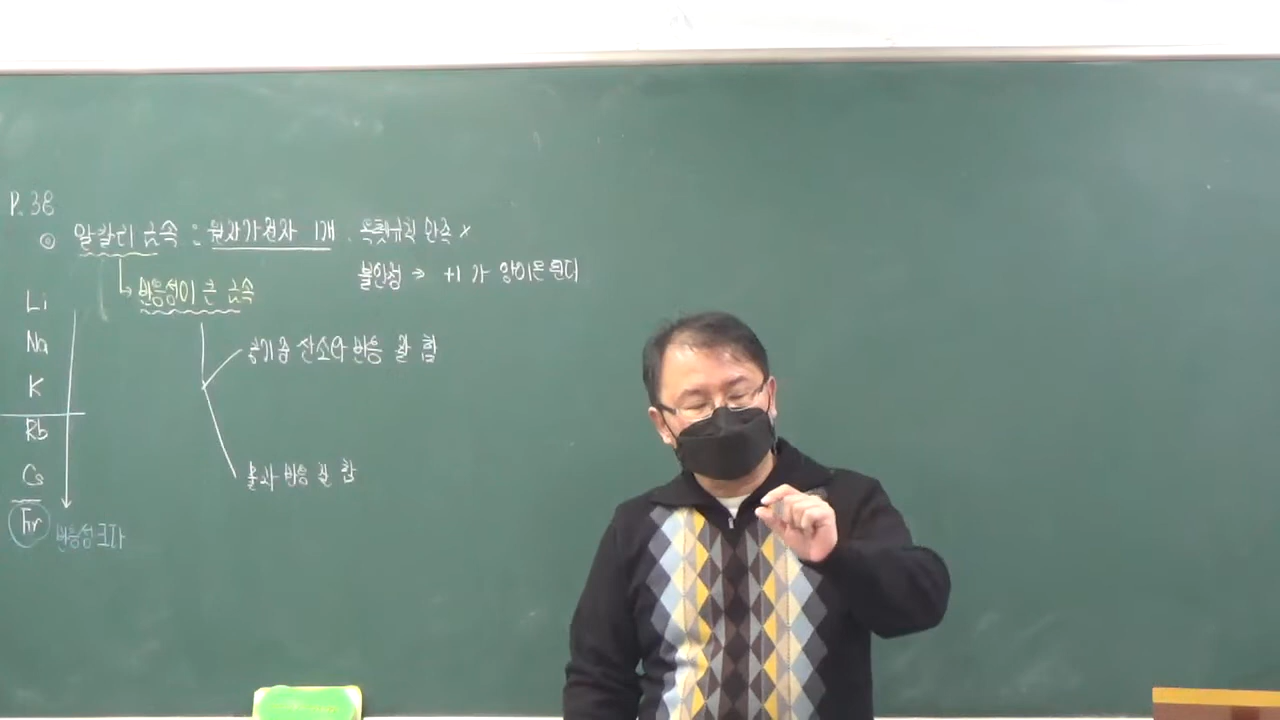 P. 38
◎ 알칼리 금속 : 원자가전자 1개. 옥텟규칙 만족 ×
불안정 → +1가 양이온 된다
↳ 반응성이 큰 금속
Li
Na
K
Rb
Cs
Fr 반응성 크다
공기중 산소와 반응 잘 함
물과 반응 잘 함